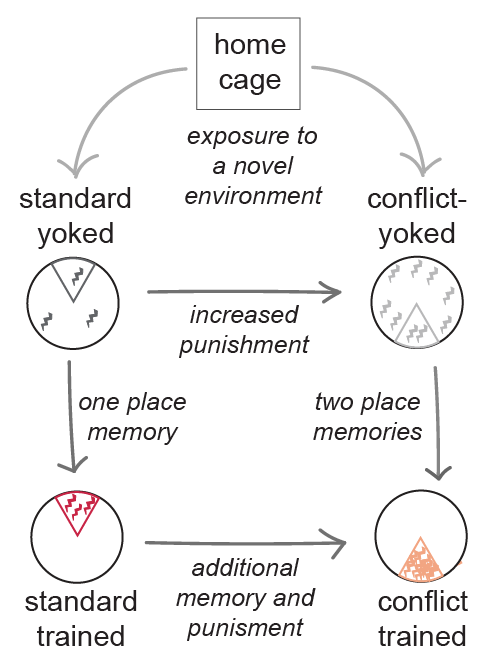 home
cage
exposure to
a novel
environment
standard
yoked
conflict-
yoked
increased
punishment
one place
memory
two place
memories
additional
memory and
punisment
standard
trained
conflict
trained